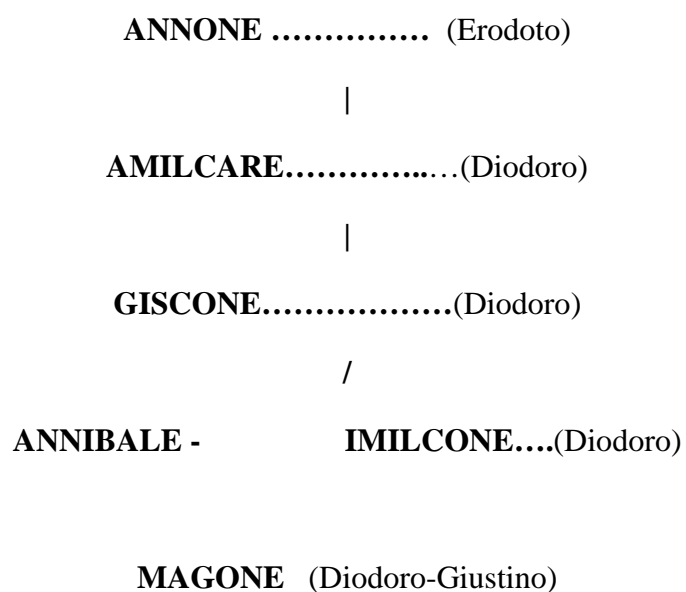 ANNONE …………… (Erodoto)
|
AMILCARE…………..…(Diodoro)
|
GISCONE………………(Diodoro)
/
ANNIBALE - IMILCONE….(Diodoro)
MAGONE (Diodoro-Giustino)